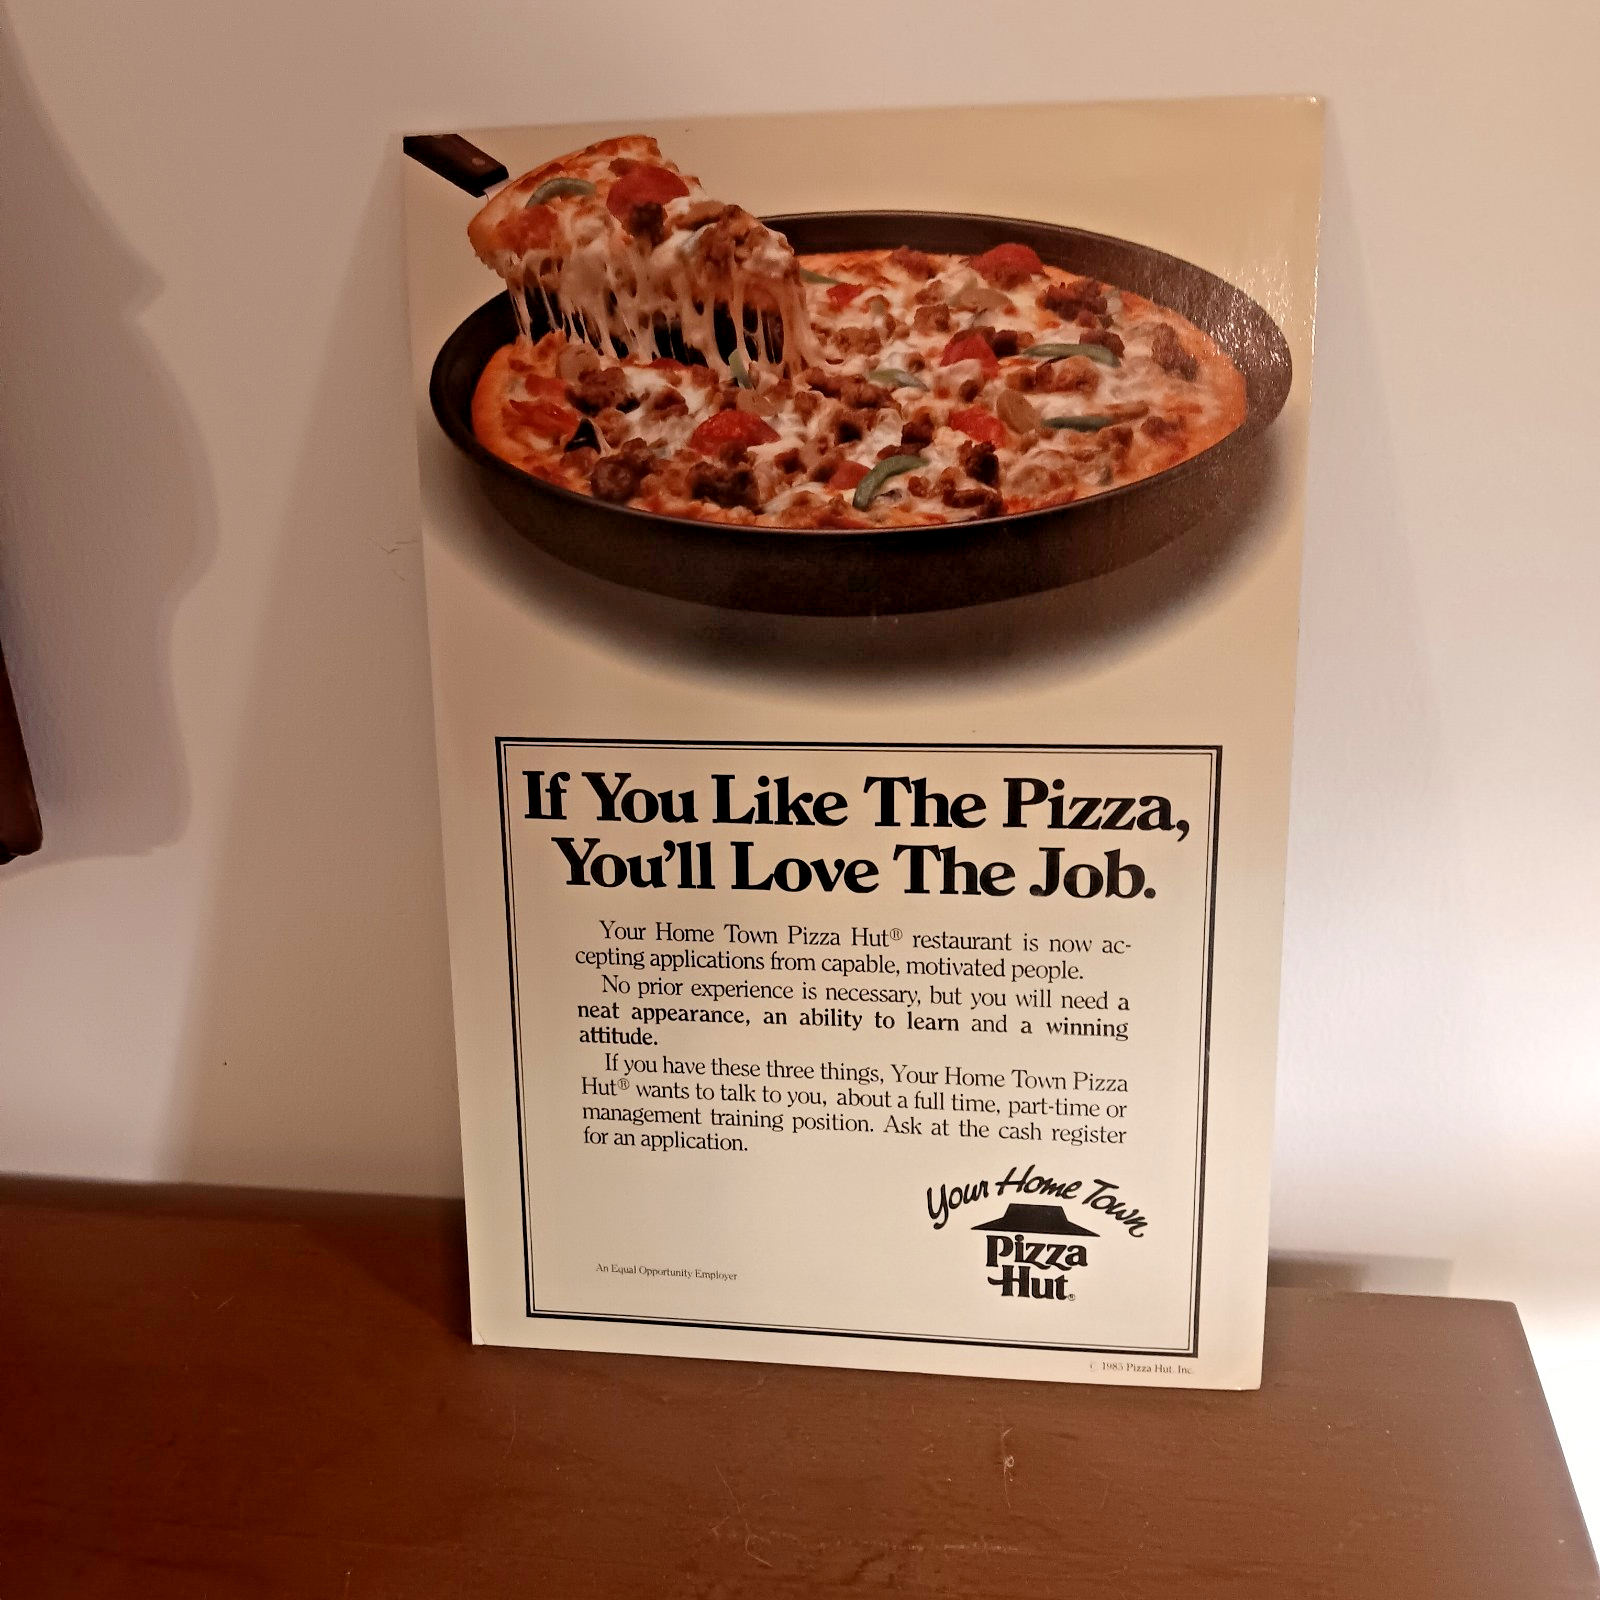 If You Like The Pizza,
You'll Love The Job.
Your Home Town Pizza Hut® restaurant is now ac-
cepting applications from capable, motivated people.
No prior experience is necessary, but you will need a
neat appearance, an ability to learn and a winning
attitude.
If you have these three things, Your Home Town Pizza
Hut® wants to talk to you, about a full time, part-time or
management training position. Ask at the cash register
for an application.
Your Home Town
Pizza
Hut®
An Equal Opportunity Employer
© 1985 Pizza Hut, Inc.